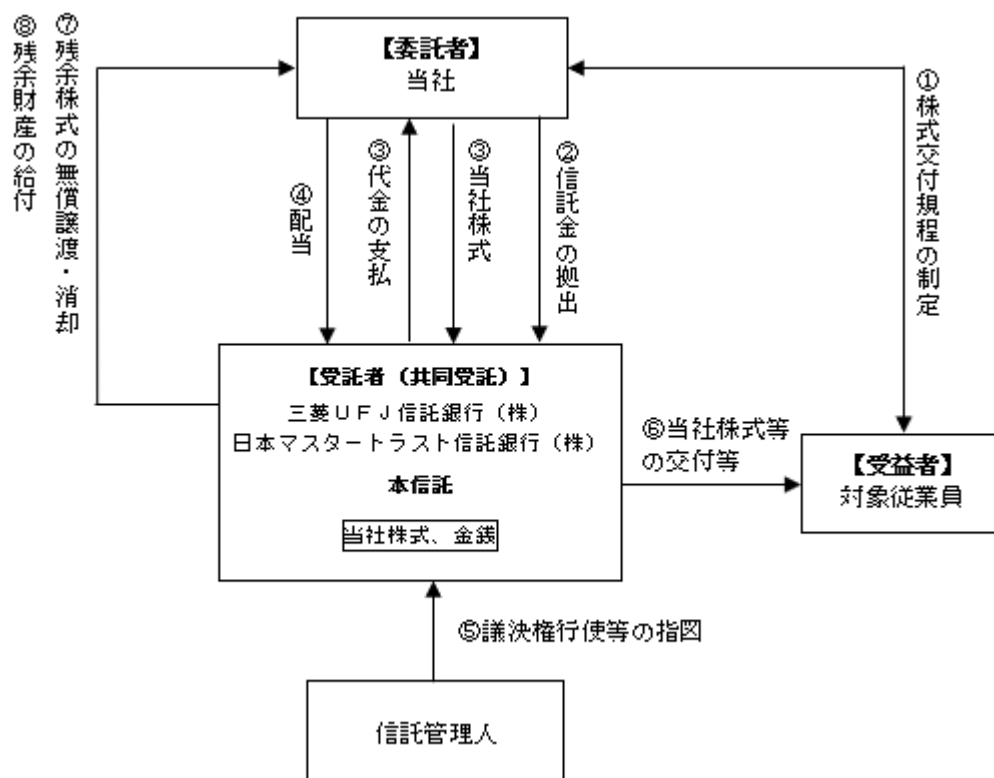 ⑧残余財産の給付
⑦残余株式の無償譲渡・消却
【委託者】
当社
①株式交付規程の制定
④配当
③代金の支払
③当社株式
②信託金の拠出
【受託者（共同受託）】
三菱ＵＦＪ信託銀行（株）
日本マスタートラスト信託銀行（株）
本信託
当社株式、金銭
⑥当社株式等
の交付等
【受益者】
対象従業員
⑤議決権行使等の指図
信託管理人